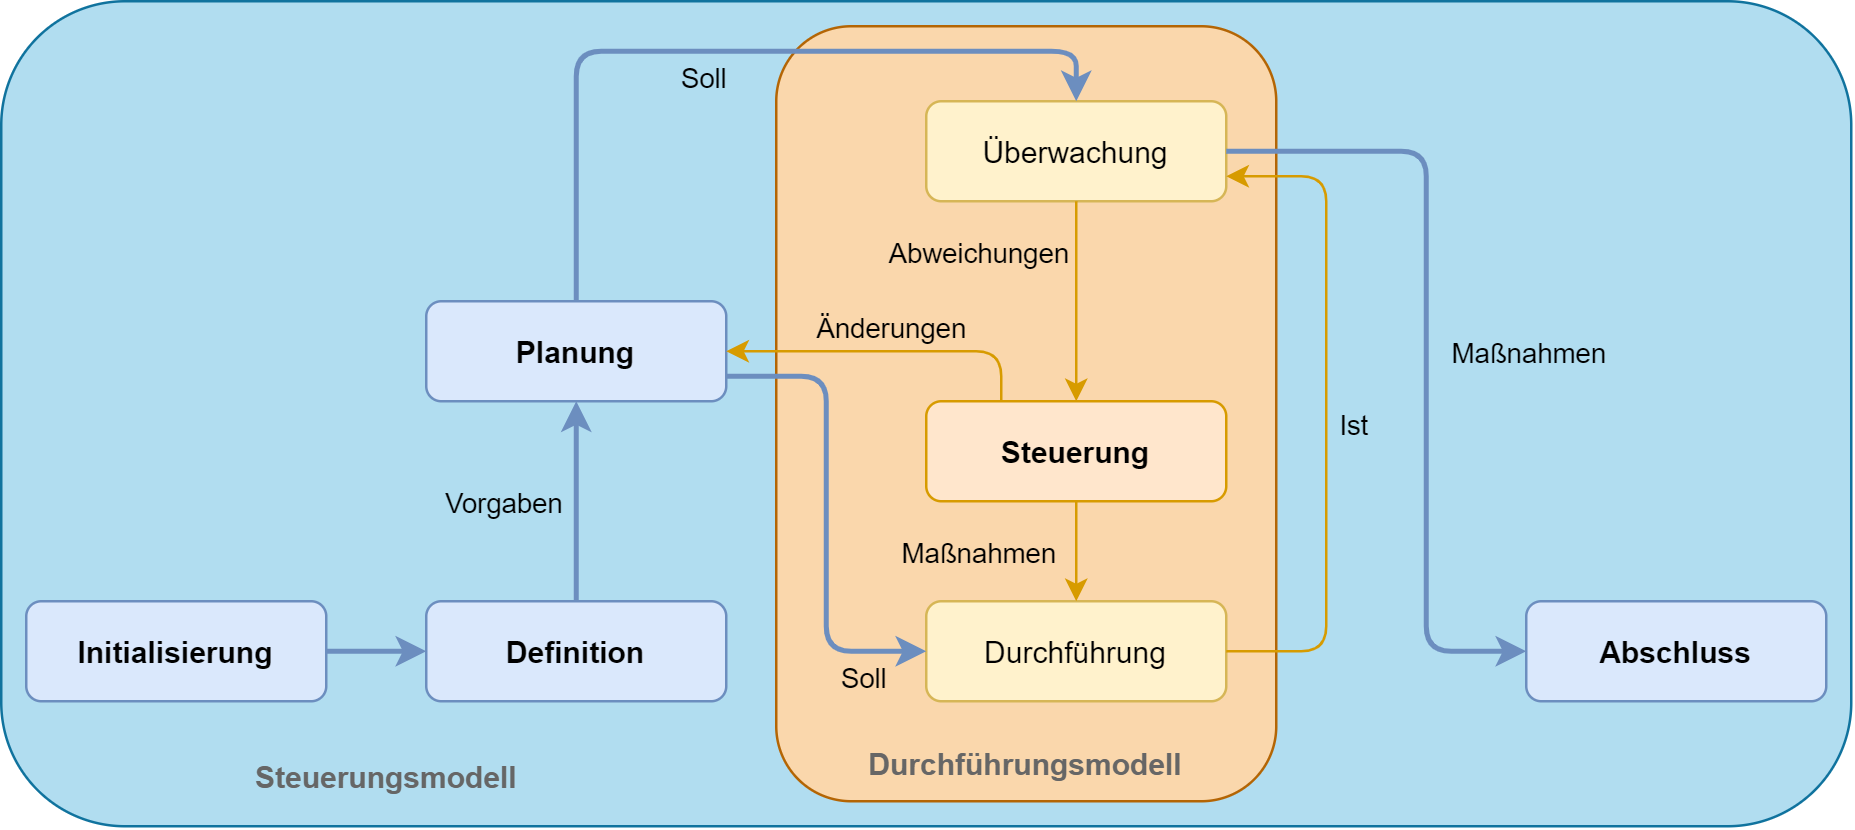 Soll
Überwachung
Abweichungen
Änderungen
Planung
Maßnahmen
Ist
Steuerung
Vorgaben
Maßnahmen
Initialisierung
Definition
Durchführung
Abschluss
Soll
Steuerungsmodell
Durchführungsmodell